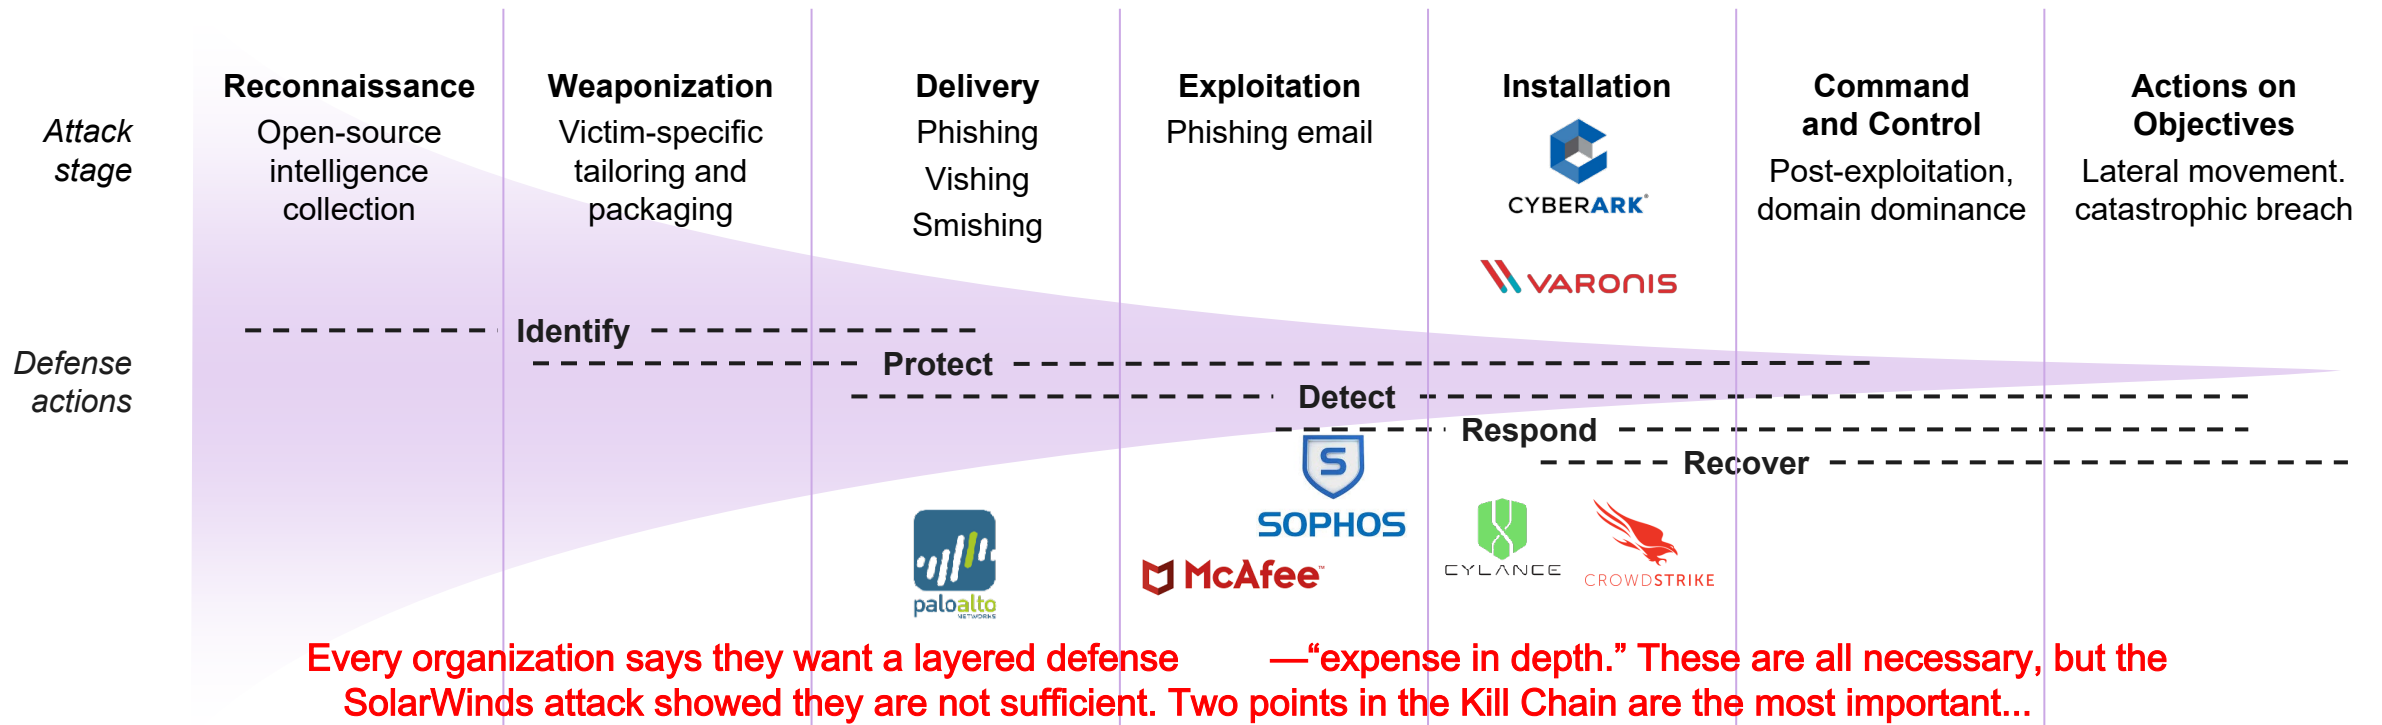 Attack
stage
Reconnaissance
Open-source
intelligence
collection
Weaponization
Victim-specific
tailoring and
packaging
Delivery
Phishing
Vishing
Smishing
Exploitation
Phishing email
Installation
CYBERARK®
VARONIS
Command
and Control
Post-exploitation,
domain dominance
Actions on
Objectives
Lateral movement.
catastrophic breach
Defense
actions
Identify
Protect
Detect
Respond
Recover
S
SOPHOS
McAfee™
paloalto
NETWORKS
CYLANCE
CROWDSTRIKE
Every organization says they want a layered defense —“expense in depth.” These are all necessary, but the
SolarWinds attack showed they are not sufficient. Two points in the Kill Chain are the most important...